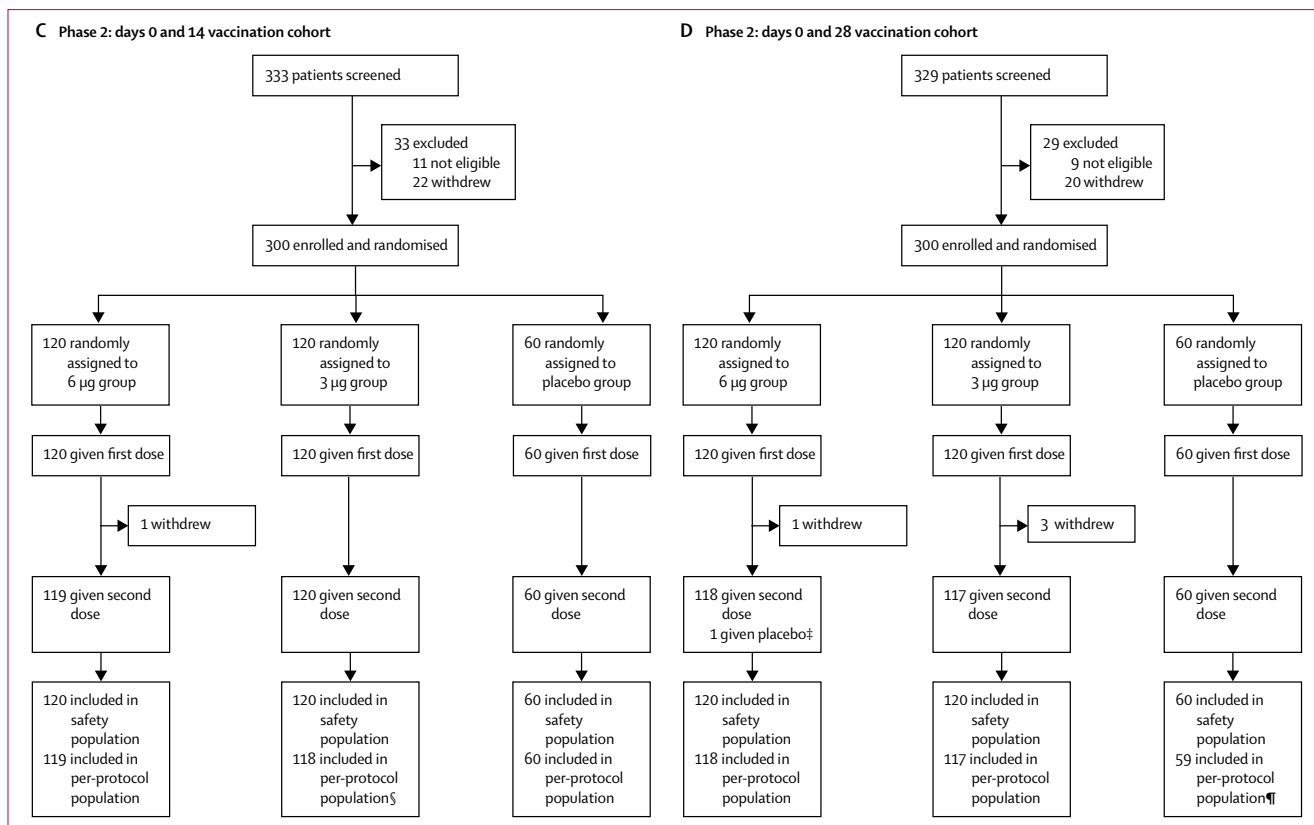 C Phase 2: days 0 and 14 vaccination cohort
333 patients screened
33 excluded
11 not eligible
22 withdrew
300 enrolled and randomised
120 randomly
assigned to
6 µg group
120 randomly
assigned to
3 µg group
60 randomly
assigned to
placebo group
120 given first dose
120 given first dose
60 given first dose
1 withdrew
119 given second
dose
120 given second
dose
60 given second
dose
120 included in
safety
population
119 included in
per-protocol
population
120 included in
safety
population
118 included in
per-protocol
population§
60 included in
safety
population
60 included in
per-protocol
population
D Phase 2: days 0 and 28 vaccination cohort
329 patients screened
29 excluded
9 not eligible
20 withdrew
300 enrolled and randomised
120 randomly
assigned to
6 µg group
120 randomly
assigned to
3 µg group
60 randomly
assigned to
placebo group
120 given first dose
120 given first dose
60 given first dose
1 withdrew
3 withdrew
118 given second
dose
1 given placebo‡
117 given second
dose
60 given second
dose
120 included in
safety
population
118 included in
per-protocol
population
120 included in
safety
population
117 included in
per-protocol
population
60 included in
safety
population
59 included in
per-protocol
population¶